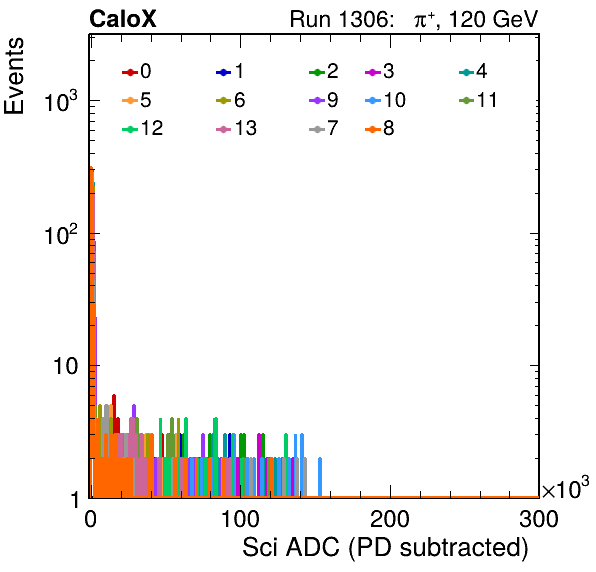 CaloX Run 1306: π⁺, 120 GeV
Events
0 1 2 3 4
5 6 9 10 11
12 13 7 8
10³
10²
10
1
0 100 200 300
×10³
Sci ADC (PD subtracted)